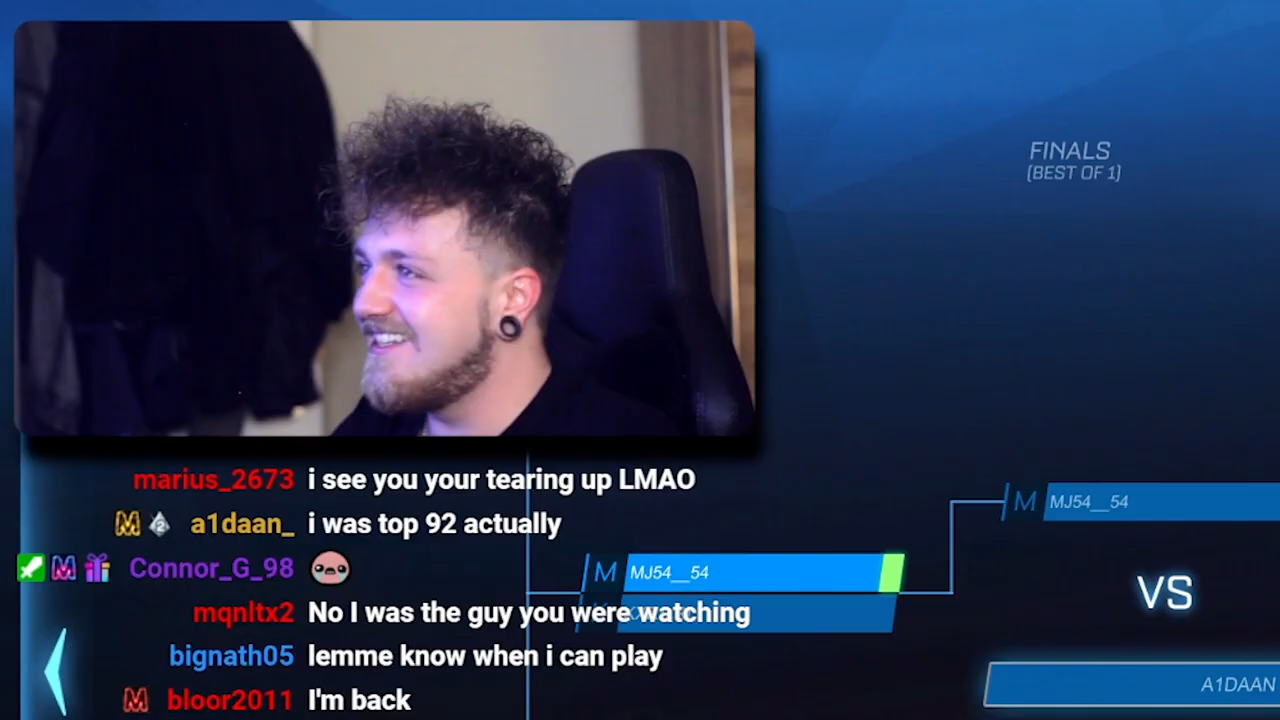 FINALS
[BEST OF 1]
marius_2673 i see you your tearing up LMAO
M 2 a1daan_ i was top 92 actually
M Connor_G_98
mqnltx2 No I was the guy you were watching
bignath05 lemme know when i can play
M bloor2011 I'm back
M MJ54__54
M MJ54__54
VS
A1DAAN